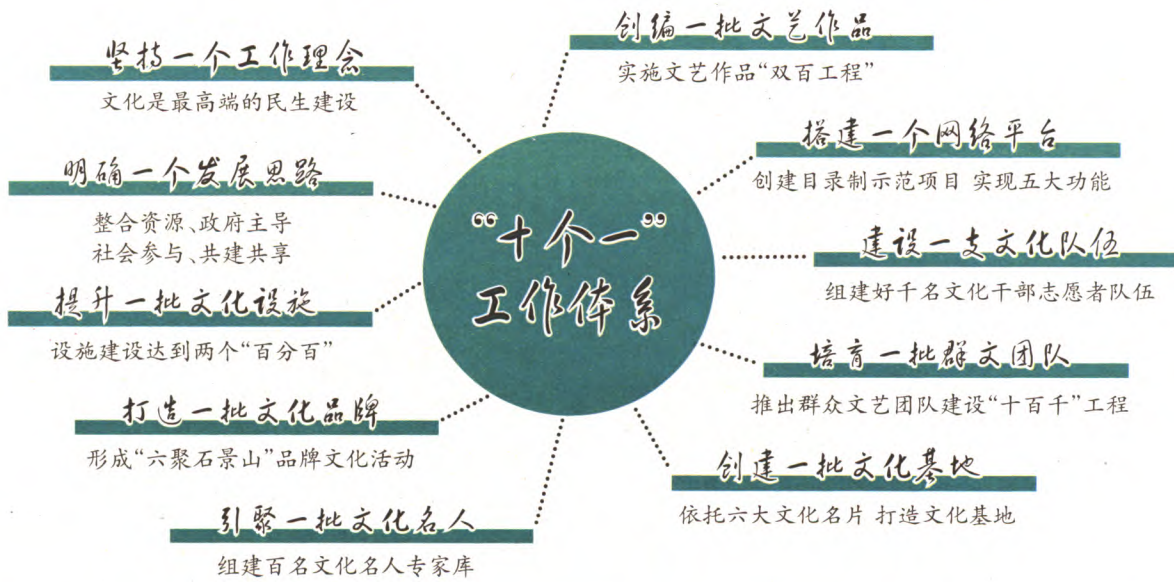 坚持一个工作理念
文化是最高端的民生建设
明确一个发展思路
整合资源、政府主导
社会参与、共建共享
提升一批文化设施
设施建设达到两个“百分百”
打造一批文化品牌
形成“六聚石景山”品牌文化活动
引聚一批文化名人
组建百名文化名人专家库
“十个一”
工作体系
创编一批文艺作品
实施文艺作品“双百工程”
搭建一个网络平台
创建目录制示范项目 实现五大功能
建设一支文化队伍
组建好千名文化干部志愿者队伍
培育一批群文团队
推出群众文艺团队建设“十百千”工程
创建一批文化基地
依托六大文化名片 打造文化基地